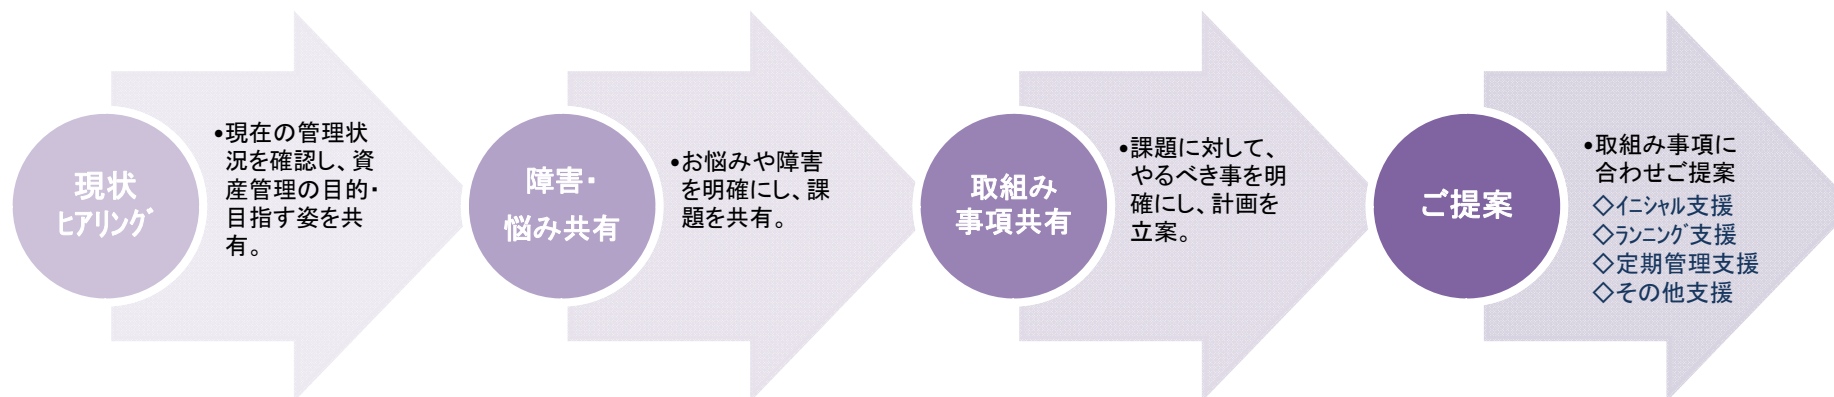 現状
ﾋｱﾘﾝｸﾞ
•現在の管理状
況を確認し、資
産管理の目的・
目指す姿を共
有。
障害・
悩み共有
•お悩みや障害
を明確にし、課
題を共有。
取組み
事項共有
•課題に対して、
やるべき事を明
確にし、計画を
立案。
ご提案
•取組み事項に
合わせご提案
◇ｲﾆｼｬﾙ支援
◇ﾗﾝﾆﾝｸﾞ支援
◇定期管理支援
◇その他支援